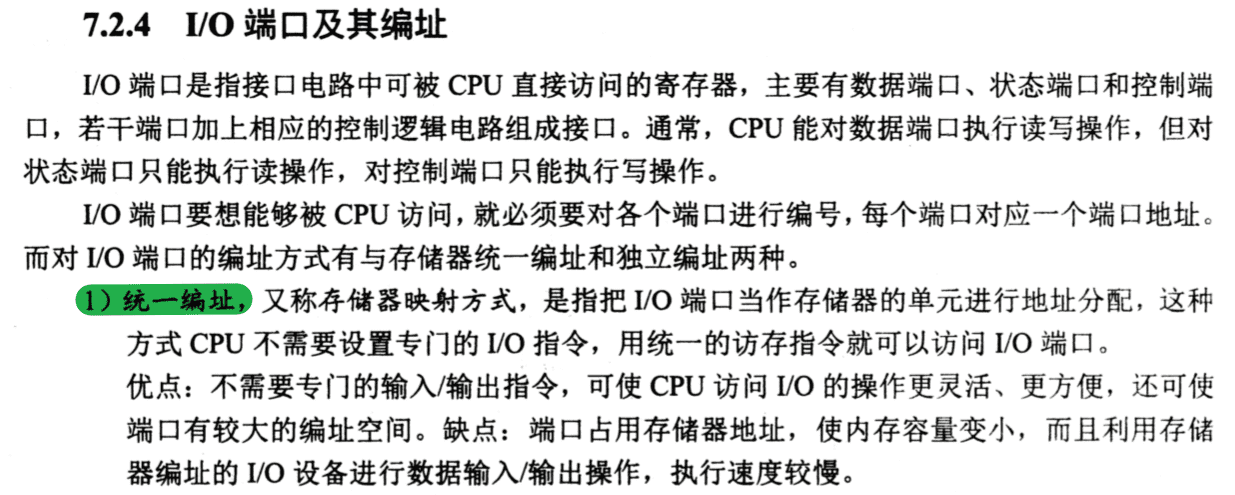 7.2.4 I/O 端口及其编址
I/O 端口是指接口电路中可被 CPU 直接访问的寄存器，主要有数据端口、状态端口和控制端
口，若干端口加上相应的控制逻辑电路组成接口。通常，CPU 能对数据端口执行读写操作，但对
状态端口只能执行读操作，对控制端口只能执行写操作。
I/O 端口要想能够被 CPU 访问，就必须要对各个端口进行编号，每个端口对应一个端口地址。
而对 I/O 端口的编址方式有与存储器统一编址和独立编址两种。
1）统一编址，又称存储器映射方式，是指把 I/O 端口当作存储器的单元进行地址分配，这种
方式 CPU 不需要设置专门的 I/O 指令，用统一的访存指令就可以访问 I/O 端口。
优点：不需要专门的输入/输出指令，可使 CPU 访问 I/O 的操作更灵活、更方便，还可使
端口有较大的编址空间。缺点：端口占用存储器地址，使内存容量变小，而且利用存储
器编址的 I/O 设备进行数据输入/输出操作，执行速度较慢。